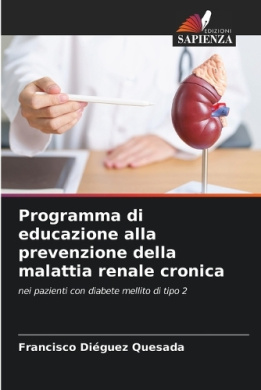 EDIZIONI
SAPIENZA
Programma di
educazione alla
prevenzione della
malattia renale cronica
nei pazienti con diabete mellito di tipo 2
Francisco Diéguez Quesada